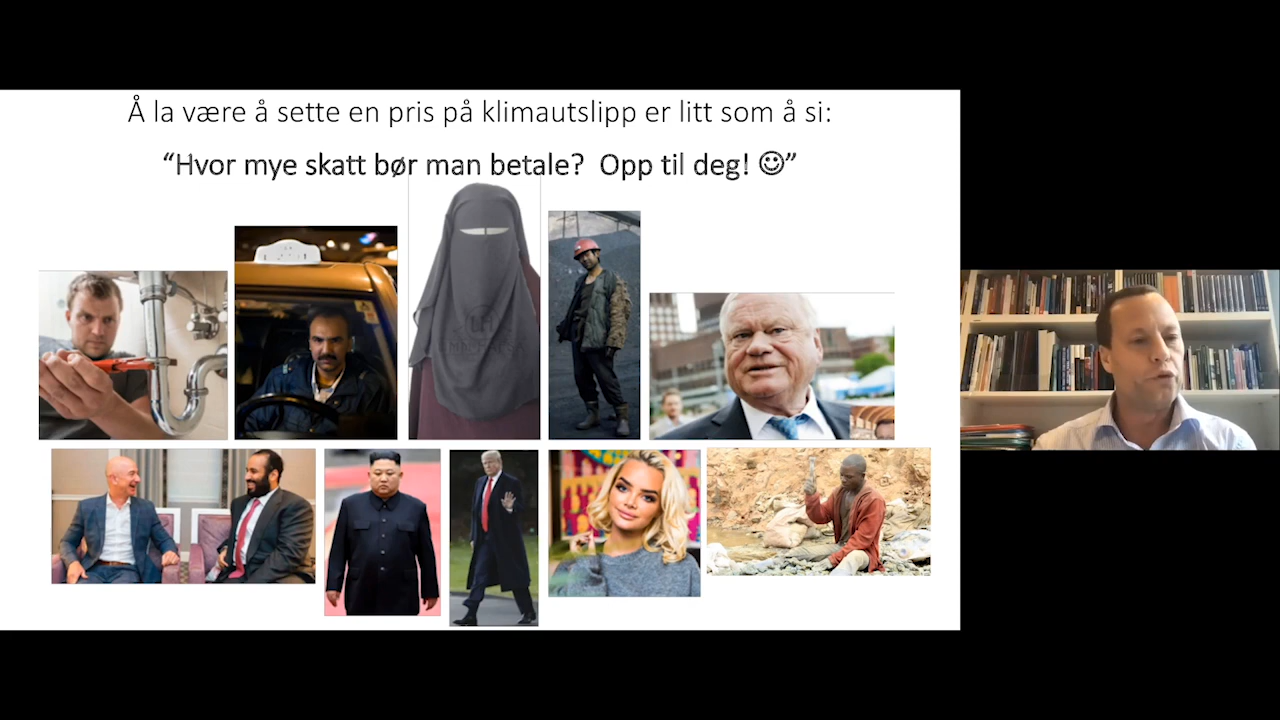 Å la være å sette en pris på klimautslipp er litt som å si:
“Hvor mye skatt bør man betale?  Opp til deg! ☺”